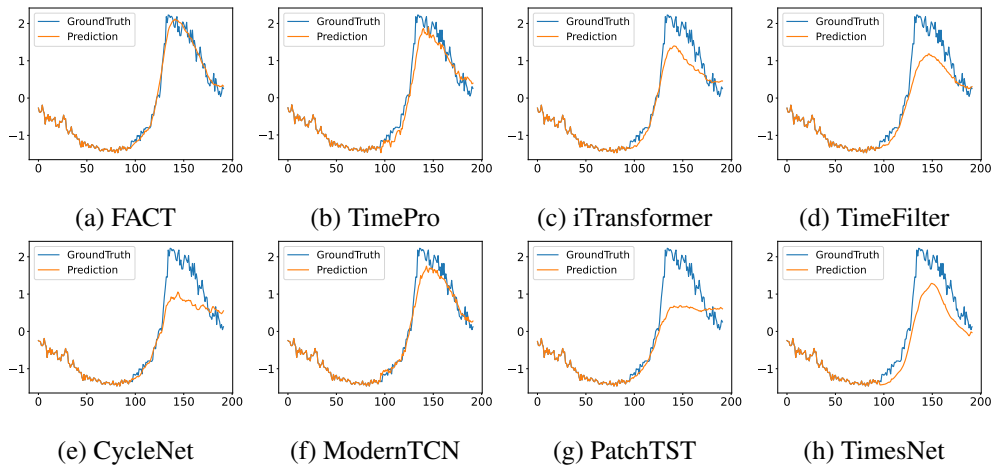 2
1
0
−1
GroundTruth
Prediction
0 50 100 150 200
(a) FACT
2
1
0
−1
GroundTruth
Prediction
0 50 100 150 200
(b) TimePro
2
1
0
−1
GroundTruth
Prediction
0 50 100 150 200
(c) iTransformer
2
1
0
−1
GroundTruth
Prediction
0 50 100 150 200
(d) TimeFilter
2
1
0
−1
GroundTruth
Prediction
0 50 100 150 200
(e) CycleNet
2
1
0
−1
GroundTruth
Prediction
0 50 100 150 200
(f) ModernTCN
2
1
0
−1
GroundTruth
Prediction
0 50 100 150 200
(g) PatchTST
2
1
0
−1
GroundTruth
Prediction
0 50 100 150 200
(h) TimesNet